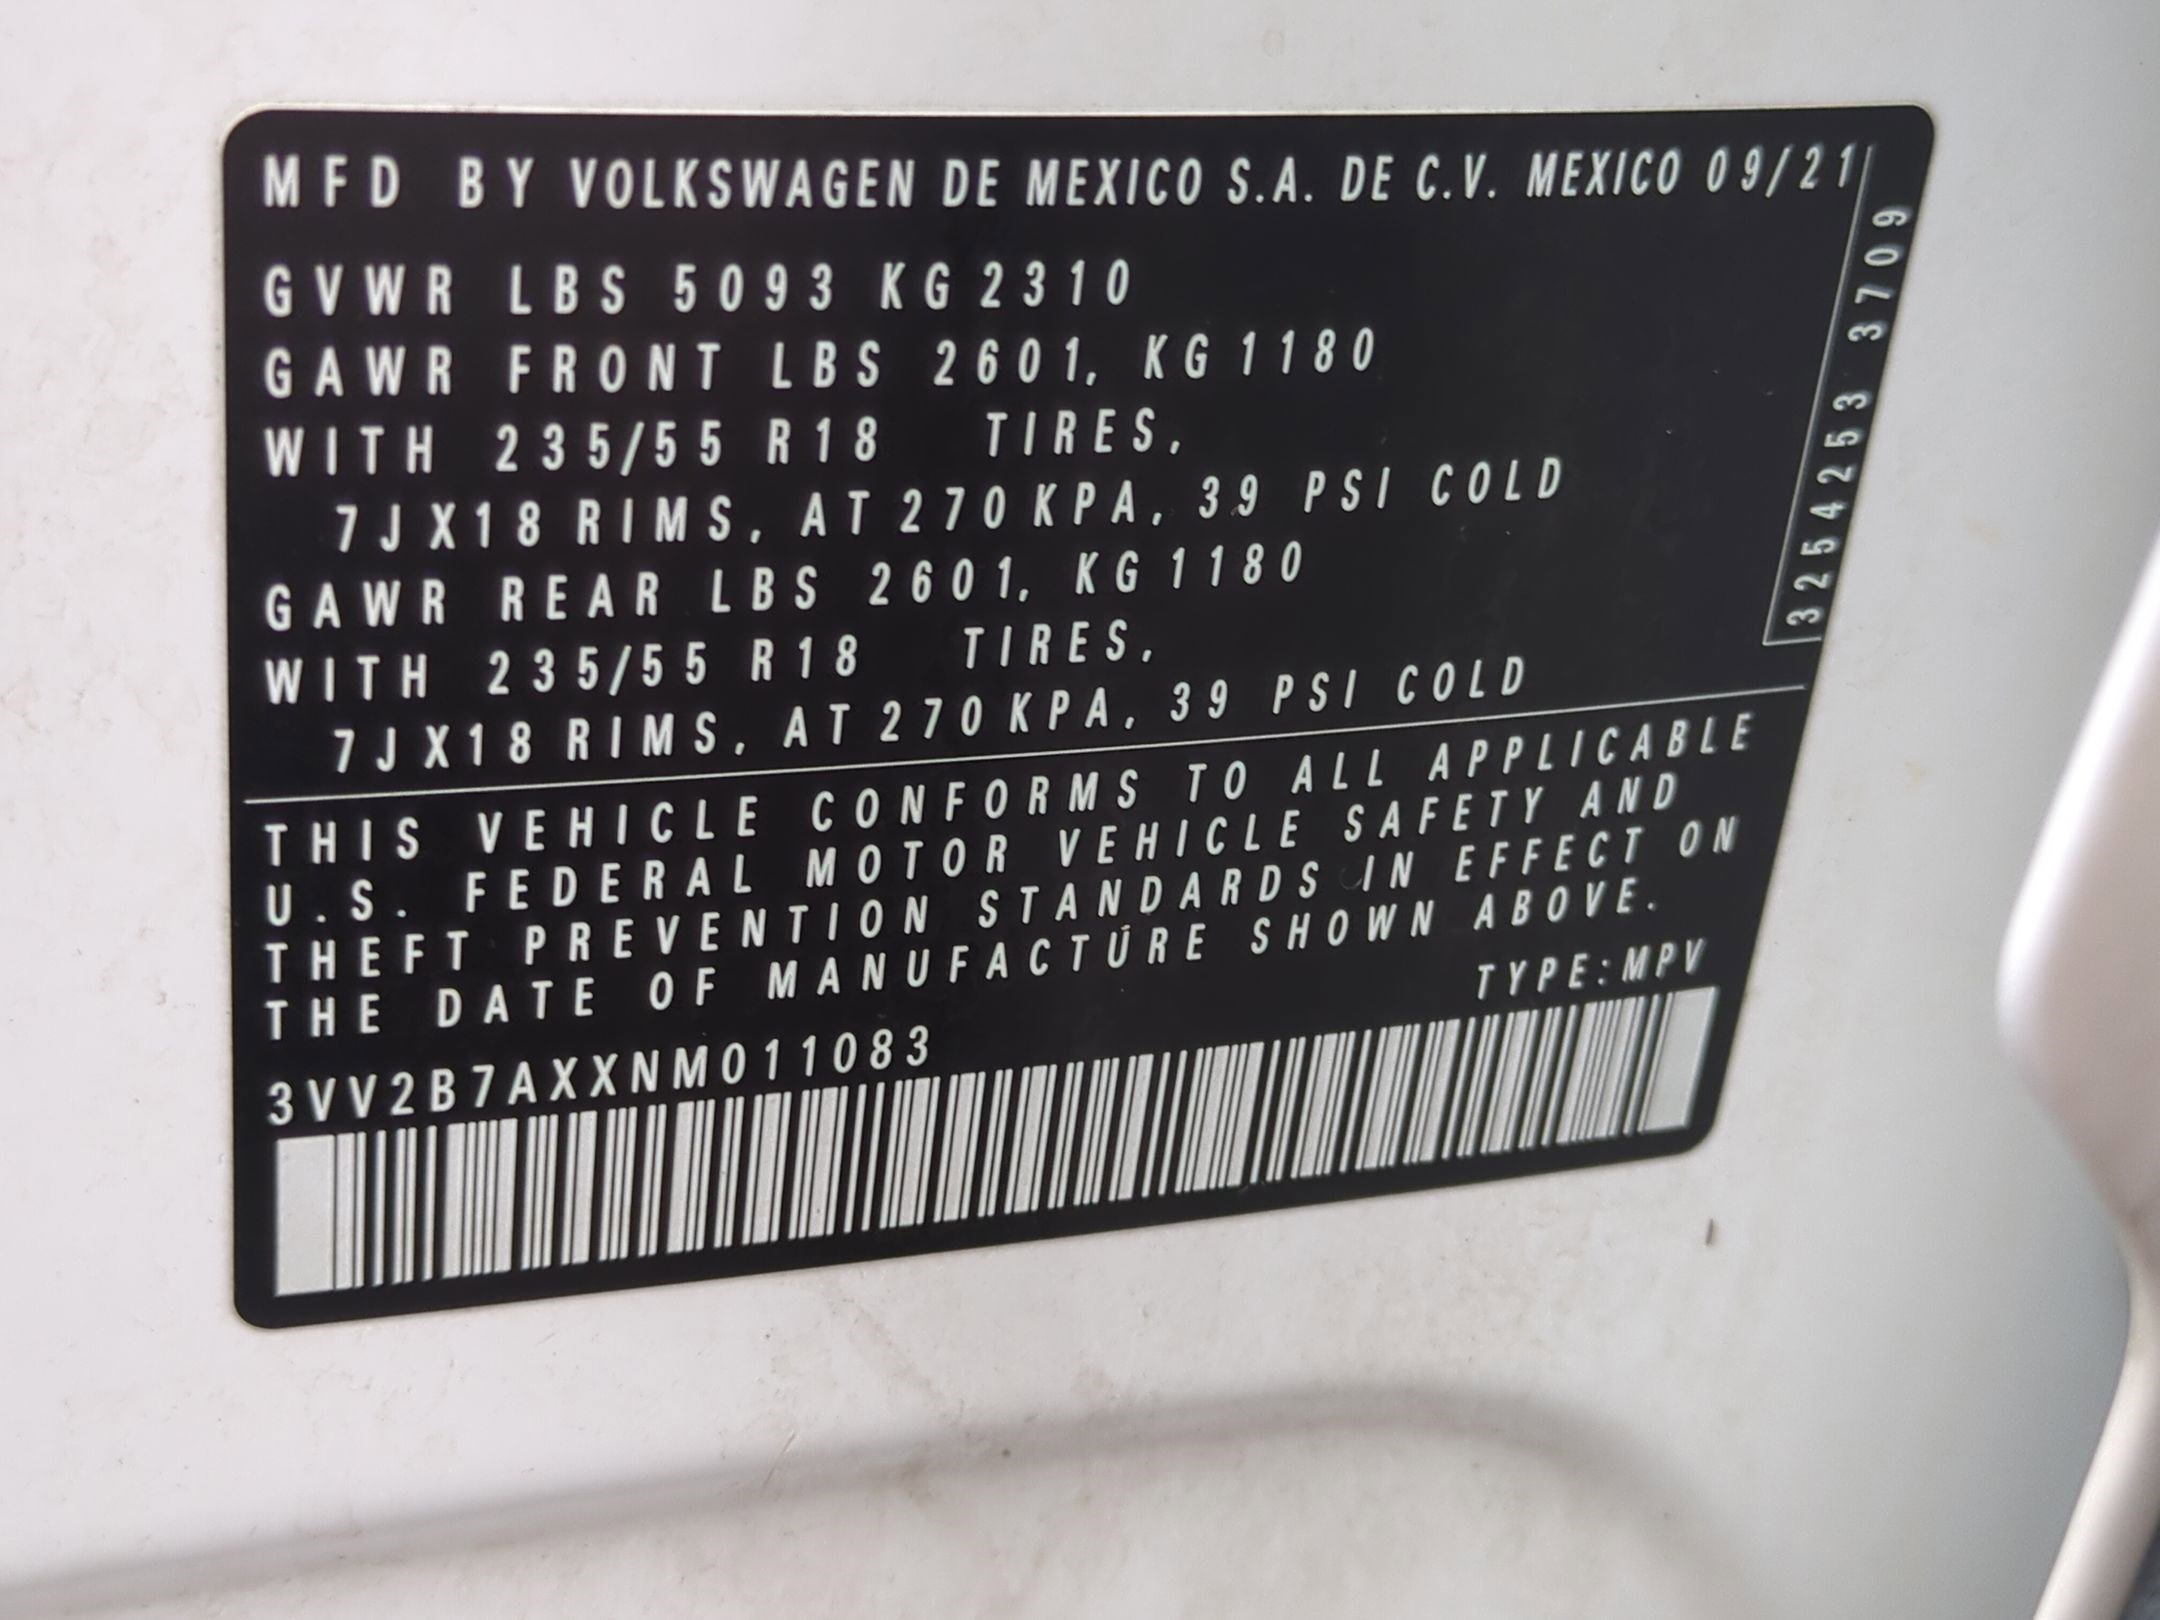 MFD BY VOLKSWAGEN DE MEXICO S.A. DE C.V. MEXICO 09/21
GVWR LBS 5093 KG 2310
GAWR FRONT LBS 2601, KG 1180
WITH 235/55 R18 TIRES,
7JX18 RIMS, AT 270 KPA, 39 PSI COLD
GAWR REAR LBS 2601, KG 1180
WITH 235/55 R18 TIRES,
7JX18 RIMS, AT 270 KPA, 39 PSI COLD
3254253 3709
THIS VEHICLE CONFORMS TO ALL APPLICABLE
U.S. FEDERAL MOTOR VEHICLE SAFETY AND
THEFT PREVENTION STANDARDS IN EFFECT ON
THE DATE OF MANUFACTURE SHOWN ABOVE.
TYPE:MPV
3VV2B7AXXNM011083